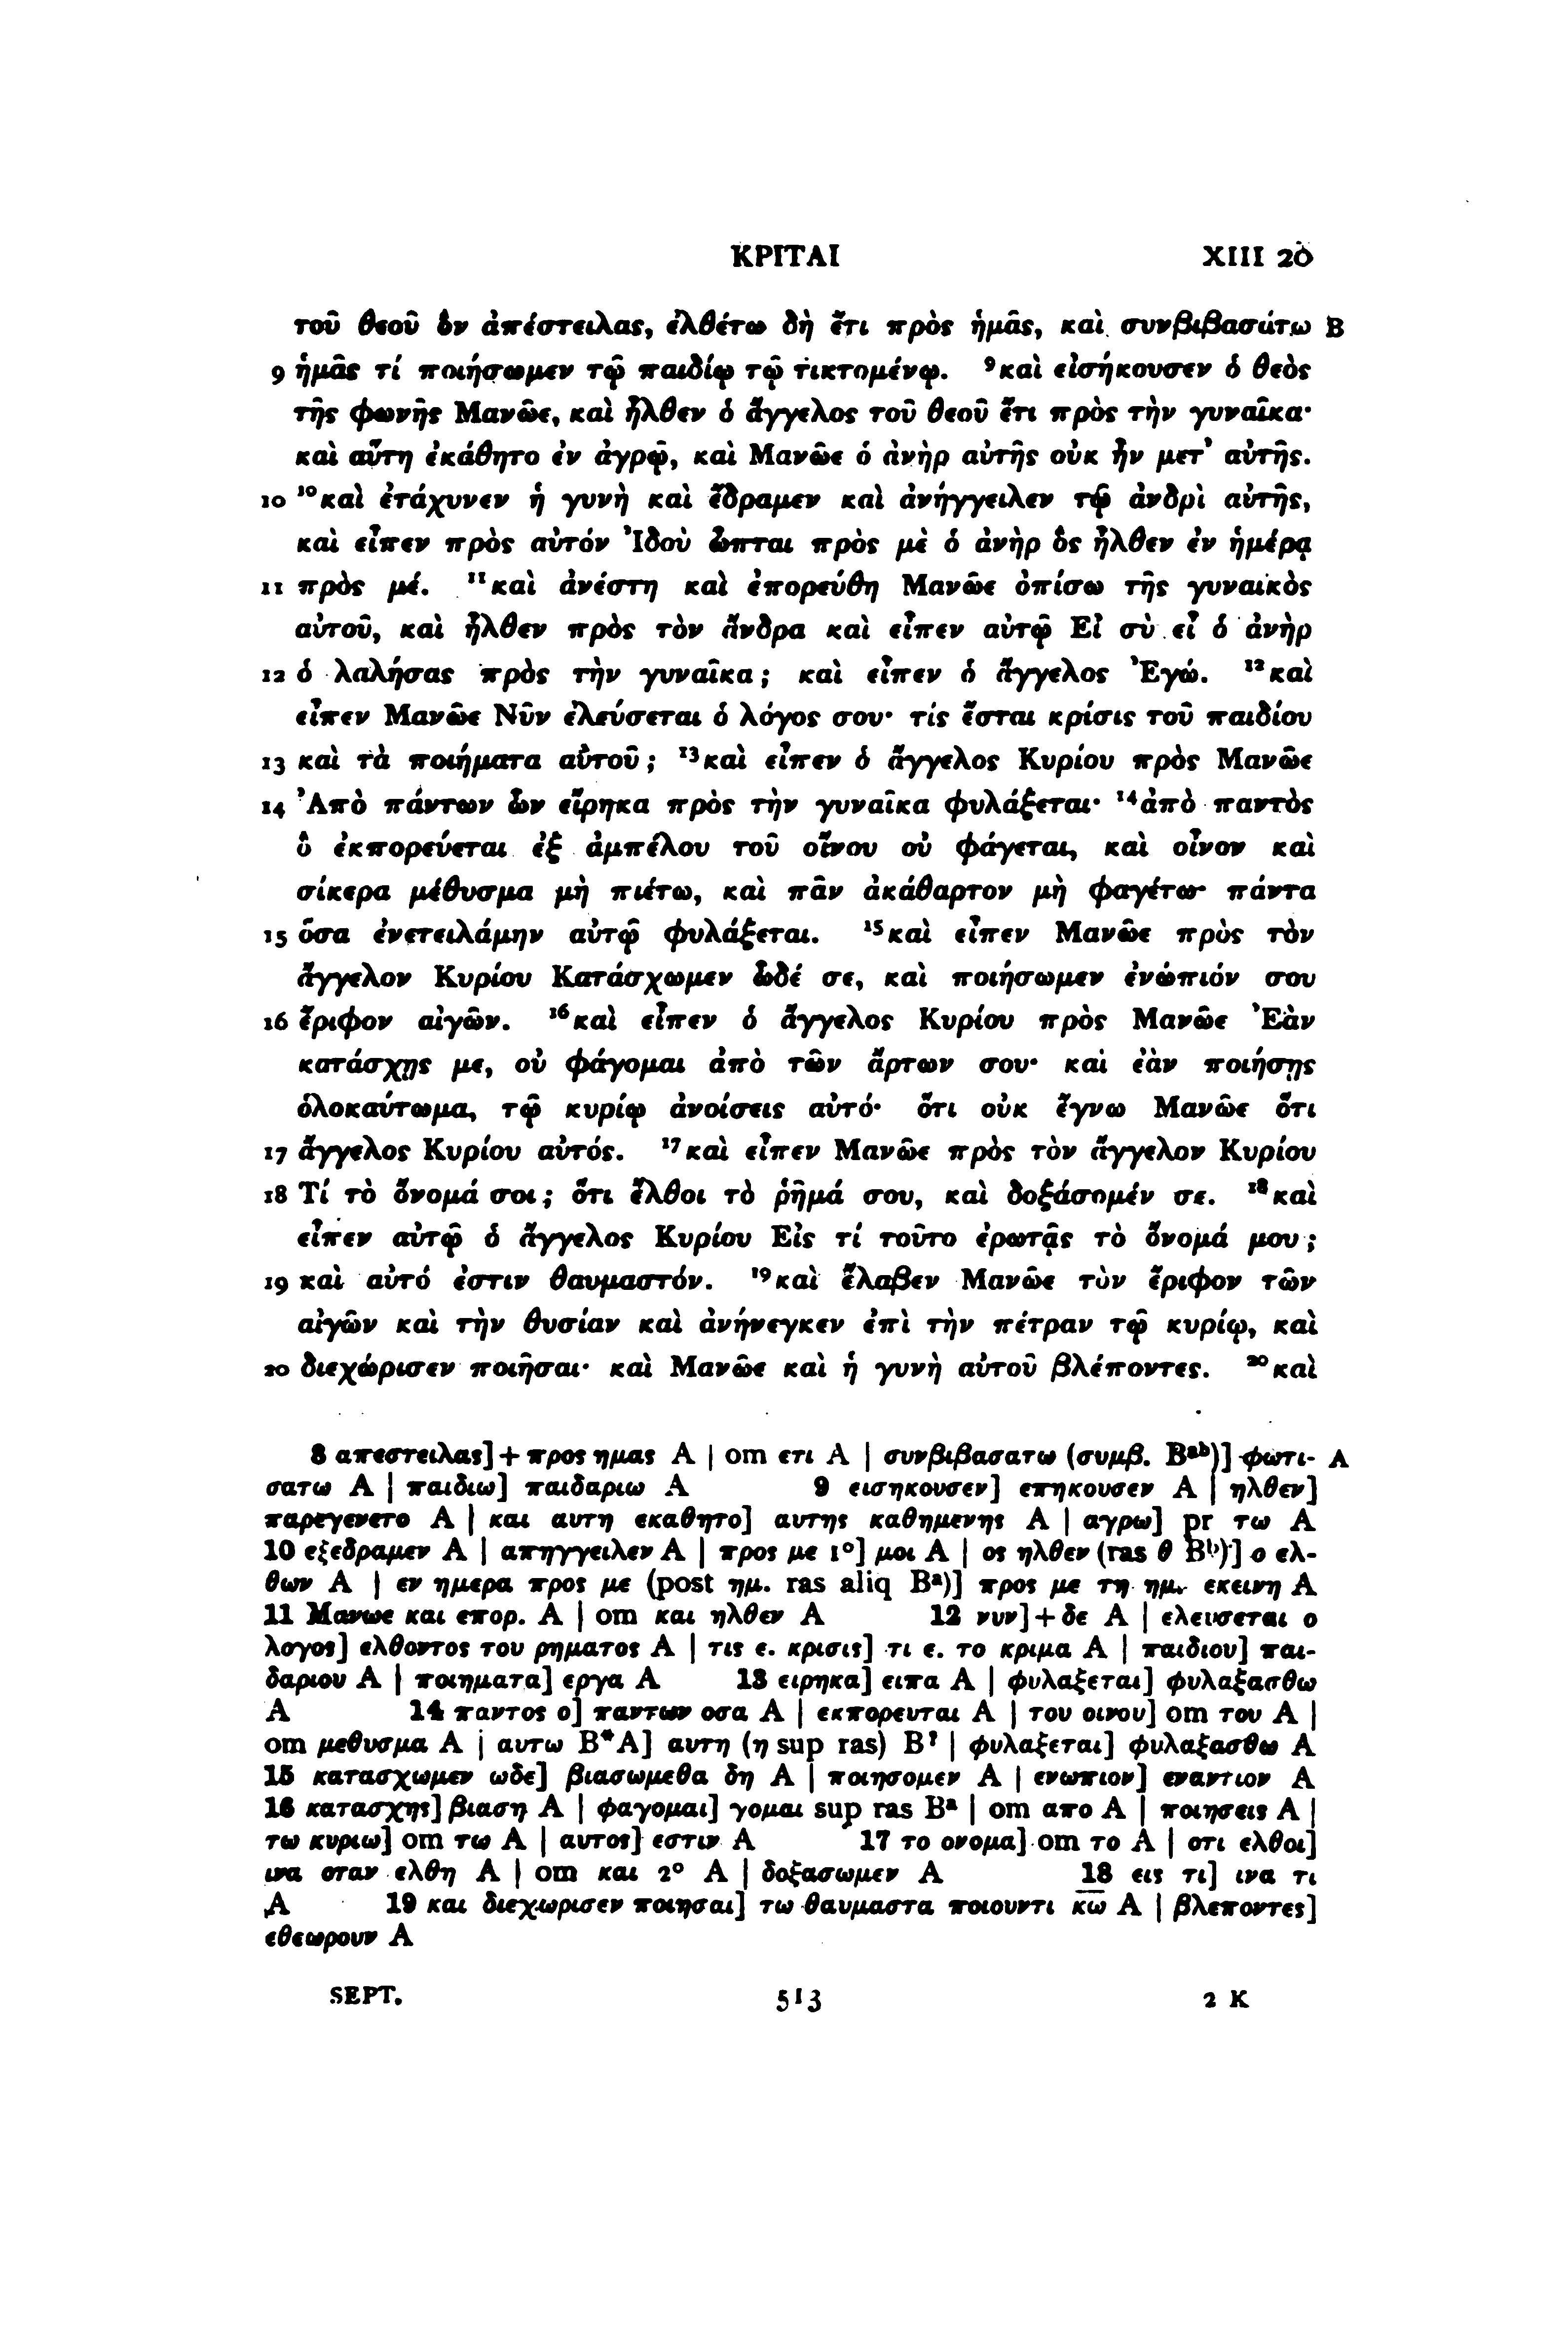 ΚΡΙΤΑΙ XIII 20
τοῦ θεοῦ ὃν ἀπέστειλας, ἐλθέτω δὴ ἔτι πρὸς ἡμᾶς, καὶ συνβιβασάτω B
9 ἡμᾶς τί ποιήσωμεν τῷ παιδίῳ τῷ τικτομένῳ. ⁹καὶ εἰσήκουσεν ὁ θεὸς
τῆς φωνῆς Μανῶε, καὶ ἦλθεν ὁ ἄγγελος τοῦ θεοῦ ἔτι πρὸς τὴν γυναῖκα·
καὶ αὕτη ἐκάθητο ἐν ἀγρῷ, καὶ Μανῶε ὁ ἀνὴρ αὐτῆς οὐκ ἦν μετ’ αὐτῆς.
10 ¹⁰καὶ ἐτάχυνεν ἡ γυνὴ καὶ ἔδραμεν καὶ ἀνήγγειλεν τῷ ἀνδρὶ αὐτῆς,
καὶ εἶπεν πρὸς αὐτόν Ἰδοὺ ὦπται πρὸς μὲ ὁ ἀνὴρ ὃς ἦλθεν ἐν ἡμέρᾳ
11 πρὸς μέ. ¹¹καὶ ἀνέστη καὶ ἐπορεύθη Μανῶε ὀπίσω τῆς γυναικὸς
αὐτοῦ, καὶ ἦλθεν πρὸς τὸν ἄνδρα καὶ εἶπεν αὐτῷ Εἰ σὺ εἶ ὁ ἀνὴρ
12 ὁ λαλήσας πρὸς τὴν γυναῖκα; καὶ εἶπεν ὁ ἄγγελος Ἐγώ. ¹²καὶ
εἶπεν Μανῶε Νῦν ἐλεύσεται ὁ λόγος σου· τίς ἔσται κρίσις τοῦ παιδίου
13 καὶ τὰ ποιήματα αὐτοῦ; ¹³καὶ εἶπεν ὁ ἄγγελος Κυρίου πρὸς Μανῶε
14 Ἀπὸ πάντων ὧν εἴρηκα πρὸς τὴν γυναῖκα φυλάξεται· ¹⁴ἀπὸ παντὸς
ὃ ἐκπορεύεται ἐξ ἀμπέλου τοῦ οἴνου οὐ φάγεται, καὶ οἶνον καὶ
σίκερα μέθυσμα μὴ πιέτω, καὶ πᾶν ἀκάθαρτον μὴ φαγέτω· πάντα
15 ὅσα ἐνετειλάμην αὐτῷ φυλάξεται. ¹⁵καὶ εἶπεν Μανῶε πρὸς τὸν
ἄγγελον Κυρίου Κατάσχωμεν ὧδέ σε, καὶ ποιήσωμεν ἐνώπιόν σου
16 ἔριφον αἰγῶν. ¹⁶καὶ εἶπεν ὁ ἄγγελος Κυρίου πρὸς Μανῶε Ἐὰν
κατάσχῃς με, οὐ φάγομαι ἀπὸ τῶν ἄρτων σου· καὶ ἐὰν ποιήσῃς
ὁλοκαύτωμα, τῷ κυρίῳ ἀνοίσεις αὐτό· ὅτι οὐκ ἔγνω Μανῶε ὅτι
17 ἄγγελος Κυρίου αὐτός. ¹⁷καὶ εἶπεν Μανῶε πρὸς τὸν ἄγγελον Κυρίου
18 Τί τὸ ὄνομά σοι; ὅτι ἔλθοι τὸ ῥῆμά σου, καὶ δοξάσομέν σε. ¹⁸καὶ
εἶπεν αὐτῷ ὁ ἄγγελος Κυρίου Εἰς τί τοῦτο ἐρωτᾷς τὸ ὄνομά μου;
19 καὶ αὐτό ἐστιν θαυμαστόν. ¹⁹καὶ ἔλαβεν Μανῶε τὸν ἔριφον τῶν
αἰγῶν καὶ τὴν θυσίαν καὶ ἀνήνεγκεν ἐπὶ τὴν πέτραν τῷ κυρίῳ, καὶ
20 διεχώρισεν ποιῆσαι· καὶ Μανῶε καὶ ἡ γυνὴ αὐτοῦ βλέποντες. ²⁰καὶ
8 απεστειλας]+προς ημας A | om ετι A | συνβιβασατω (συμβ. Bᵃᵇ)] φωτι- A
σατω A | παιδιω] παιδαριω A 9 εισηκουσεν] επηκουσεν A | ηλθεν]
παρεγενετο A | και αυτη εκαθητο] αυτης καθημενης A | αγρω] pr τω A
10 εξεδραμεν A | απηγγειλεν A | προς με 1°] μοι A | ος ηλθεν (ras θ Bᵇ)] ο ελ-
θων A | εν ημερα προς με (post ημ. ras aliq Bᵃ)] προς με τη ημ. εκεινη A
11 Μανωε και επορ. A | om και ηλθεν A 12 νυν]+δε A | ελευσεται ο
λογος] ελθοντος του ρηματος A | τις ε. κρισις] τι ε. το κριμα A | παιδιου] παι-
δαριου A | ποιηματα] εργα A 13 ειρηκα] ειπα A | φυλαξεται] φυλαξασθω
A 14 παντος ο] παντων οσα A | εκπορευται A | του οινου] om του A |
om μεθυσμα A | αυτω B*A] αυτη (η sup ras) B? | φυλαξεται] φυλαξασθω A
15 κατασχωμεν ωδε] βιασωμεθα δη A | ποιησομεν A | ενωπιον] εναντιον A
16 κατασχης] βιαση A | φαγομαι] γομαι sup ras Bᵃ | om απο A | ποιησεις A |
τω κυριω] om τω A | αυτος] εστιν A 17 το ονομα] om το A | οτι ελθοι]
ινα οταν ελθη A | om και 2° A | δοξασωμεν A 18 εις τι] ινα τι
A 19 και διεχωρισεν ποιησαι] τω θαυμαστα ποιουντι κ̅ω̅ A | βλεποντες]
εθεωρουν A
SEPT. 513 2 K